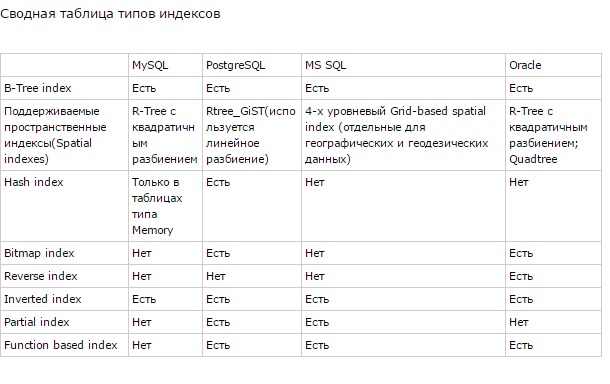 Сводная таблица типов индексов
MySQL PostgreSQL MS SQL Oracle
B-Tree index Есть Есть Есть Есть
Поддерживаемые R-Tree с Rtree_GiST(испо 4-х уровневый Grid-based spatial R-Tree с
пространственные квадратичн льзуется index (отдельные для квадратичным
индексы(Spatial ым линейное географических и геодезических разбиением;
indexes) разбиением разбиение) данных) Quadtree
Hash index Только в Есть Нет Нет
таблицах
типа
Memory
Bitmap index Нет Есть Нет Есть
Reverse index Нет Нет Нет Есть
Inverted index Есть Есть Есть Есть
Partial index Нет Есть Есть Нет
Function based index Нет Есть Есть Есть